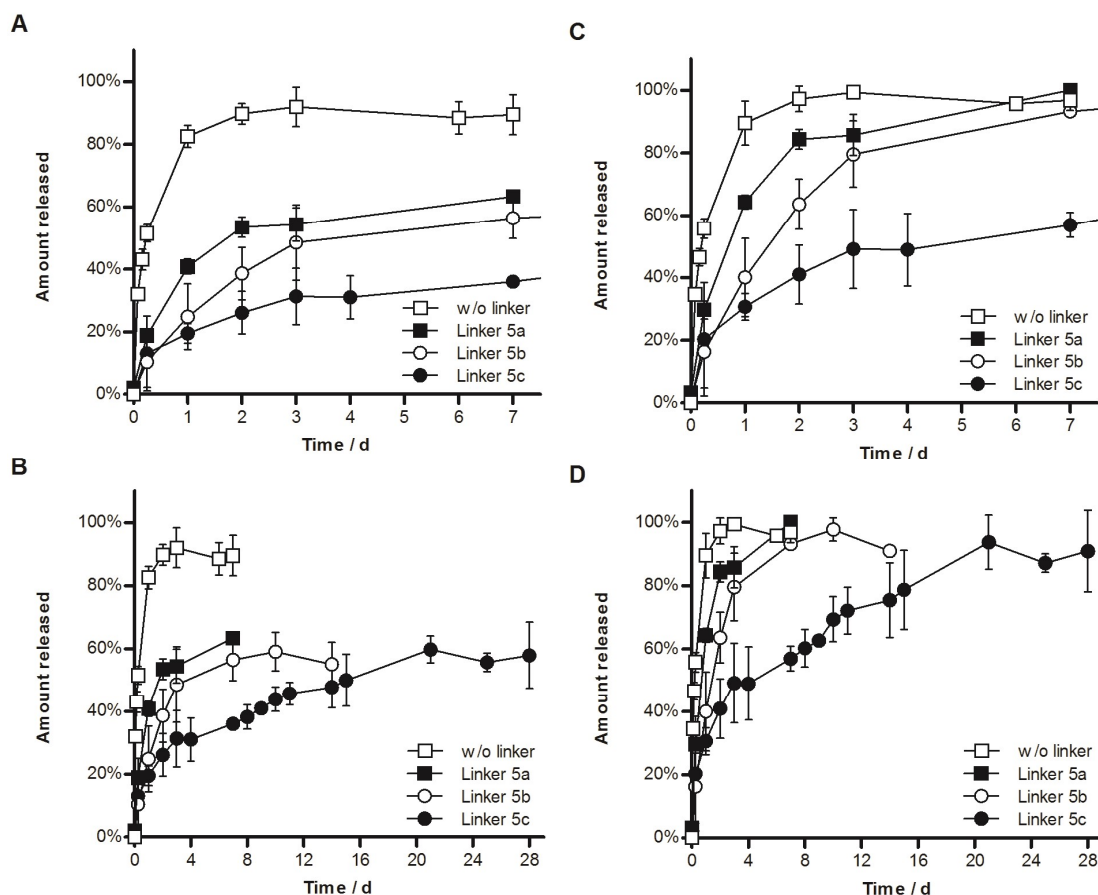 A
Amount released
100%
80%
60%
40%
20%
0%
w/o linker
Linker 5a
Linker 5b
Linker 5c
0 1 2 3 4 5 6 7
Time / d
C
Amount released
100%
80%
60%
40%
20%
0%
w/o linker
Linker 5a
Linker 5b
Linker 5c
0 1 2 3 4 5 6 7
Time / d
B
Amount released
100%
80%
60%
40%
20%
0%
w/o linker
Linker 5a
Linker 5b
Linker 5c
0 4 8 12 16 20 24 28
Time / d
D
Amount released
100%
80%
60%
40%
20%
0%
w/o linker
Linker 5a
Linker 5b
Linker 5c
0 4 8 12 16 20 24 28
Time / d